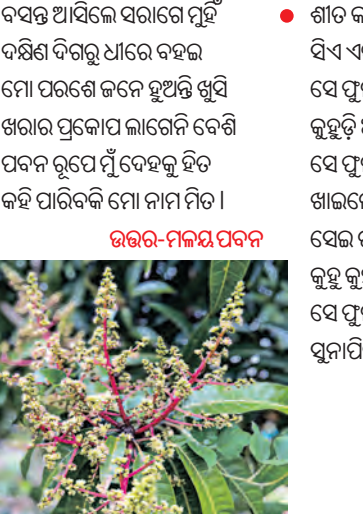 ବସନ୍ତ ଆସିଲେ ସରାଗେ ମୁହିଁ
ଦକ୍ଷିଣ ଦିଗରୁ ଧୀରେ ବହଇ
ମୋ ପରଶେ ଜନେ ହୁଅନ୍ତି ଖୁସି
ଖରାର ପ୍ରକୋପ ଲାଗେନି ବେଶି
ପବନ ରୂପେ ମୁଁ ଦେହକୁ ହିତ
କହି ପାରିବକି ମୋ ନାମ ମିତ ।
ଉତ୍ତର-ମଳୟ ପବନ
ଶୀତ
ସିଏ
ସେ
କୁହୁଡ଼ି
ସେ
ସେଇ
କୁହୁ
ସେ